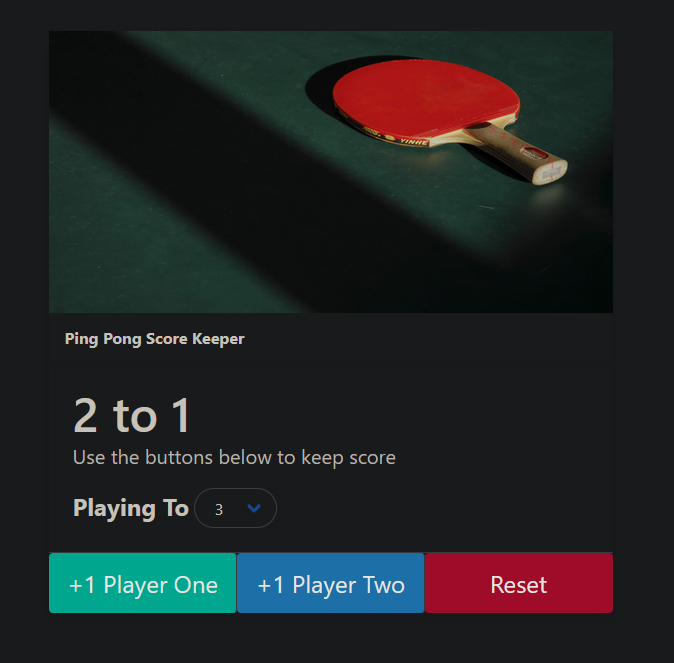 YINHE
Ping Pong Score Keeper
2 to 1
Use the buttons below to keep score
Playing To 3
+1 Player One +1 Player Two Reset